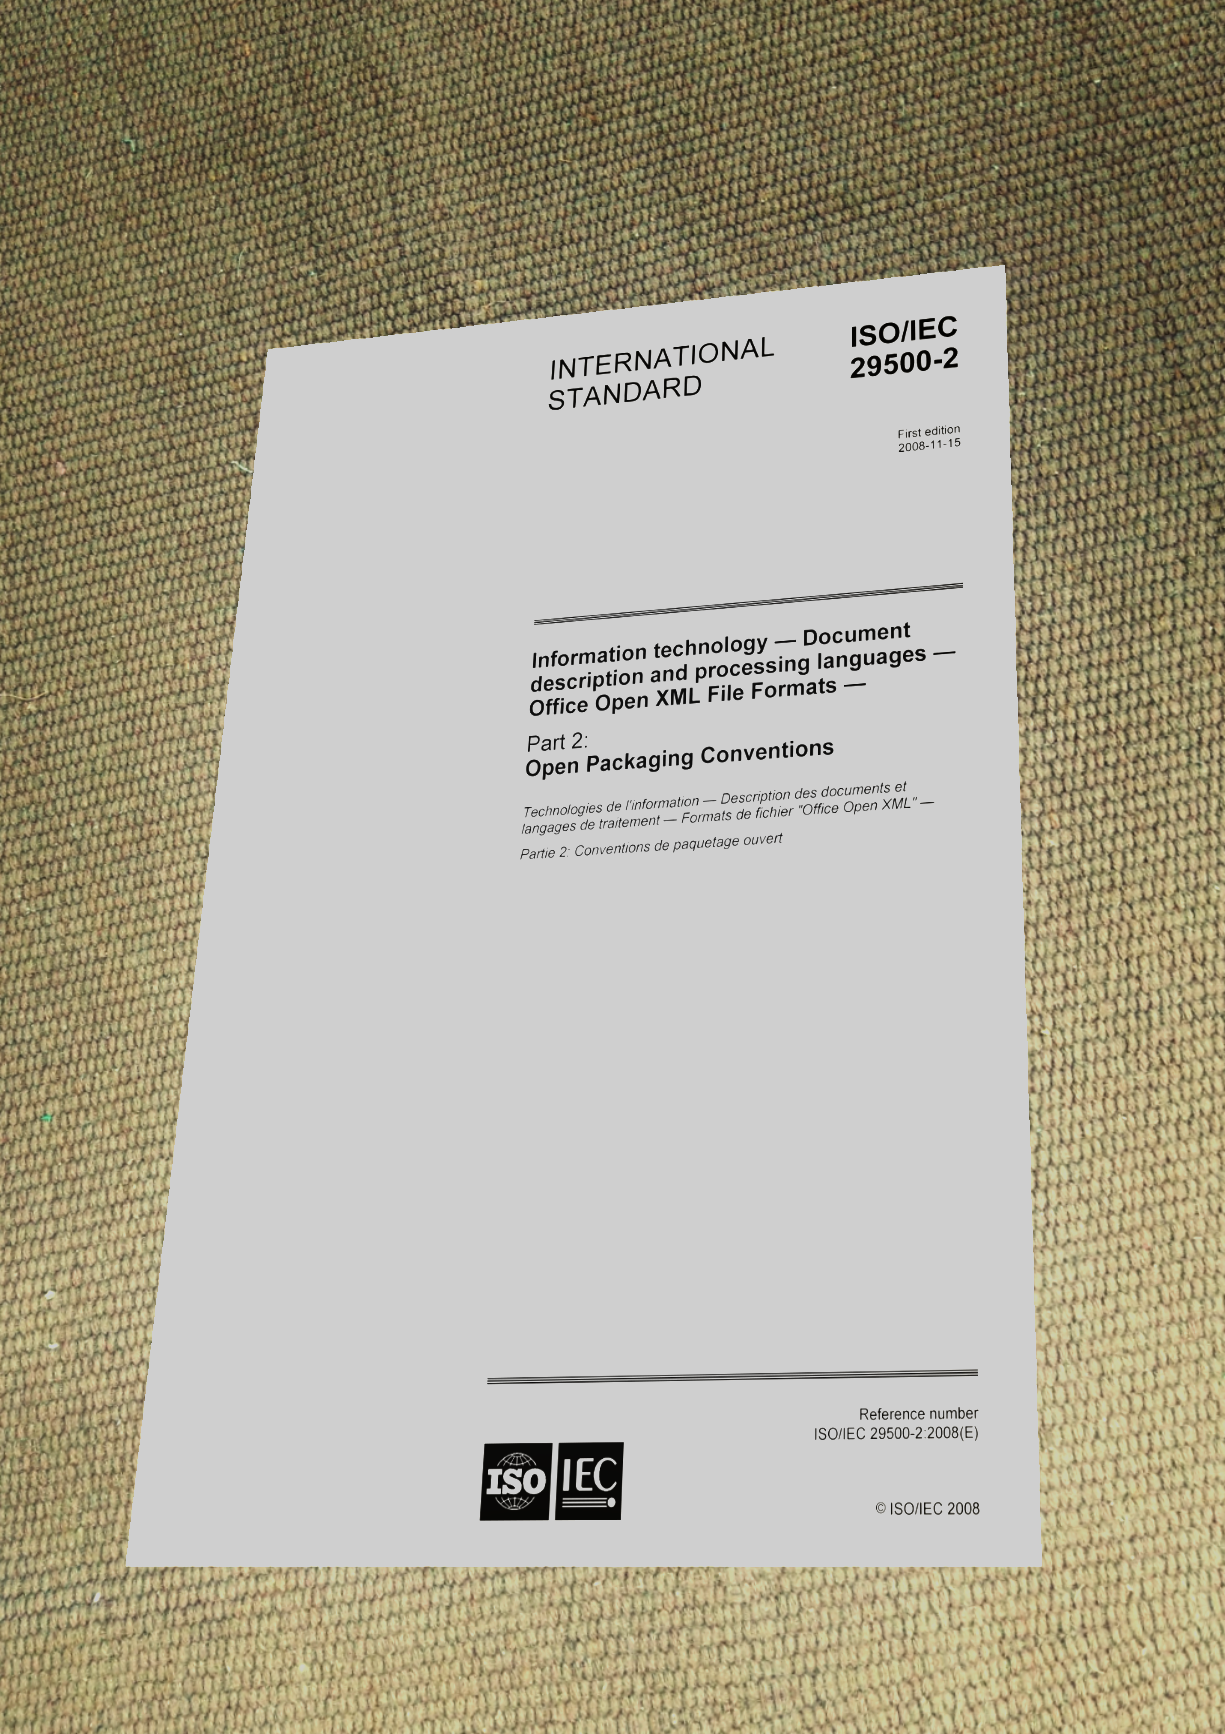 INTERNATIONAL
STANDARD
ISO/IEC
29500-2
First edition
2008-11-15
Information technology — Document
description and processing languages —
Office Open XML File Formats —
Part 2:
Open Packaging Conventions
Technologies de l'information — Description des documents et
langages de traitement — Formats de fichier "Office Open XML" —
Partie 2: Conventions de paquetage ouvert
Reference number
ISO/IEC 29500-2:2008(E)
ISO IEC
© ISO/IEC 2008